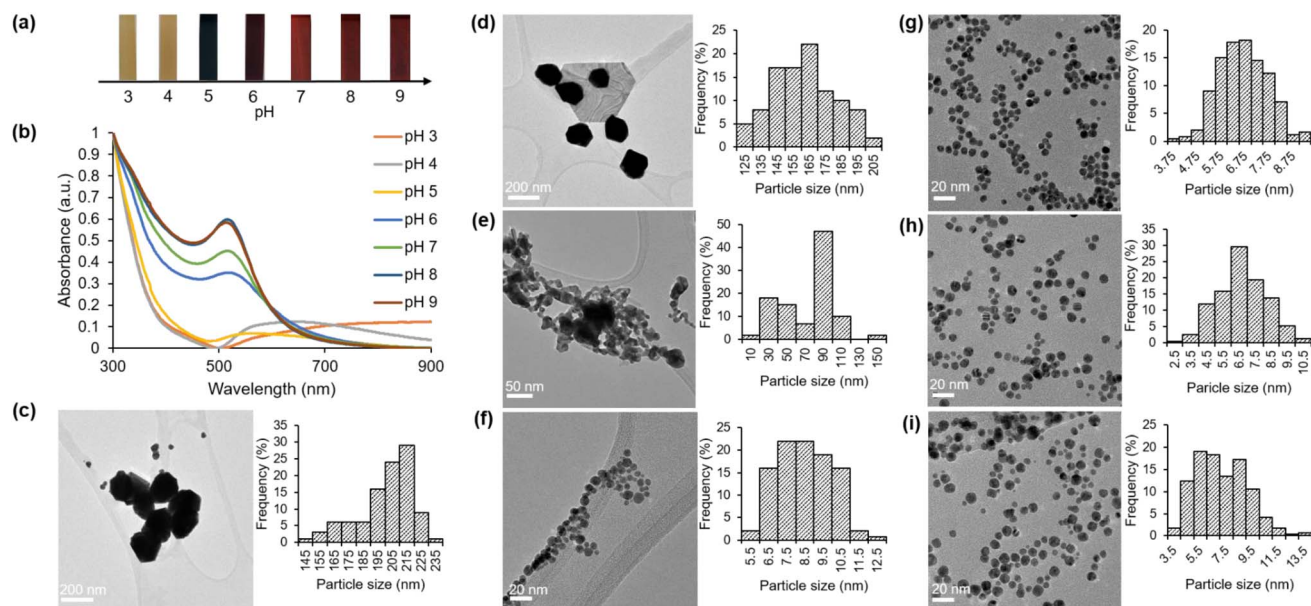 (a)
3 4 5 6 7 8 9
pH
(b)
1
0.9
0.8
0.7
0.6
0.5
0.4
0.3
0.2
0.1
0
Absorbance (a.u.)
300 500 700 900
Wavelength (nm)
pH 3
pH 4
pH 5
pH 6
pH 7
pH 8
pH 9
(c)
200 nm
Frequency (%)
35
30
25
20
15
10
5
0
145 155 165 175 185 195 205 215 225 235
Particle size (nm)
(d)
200 nm
Frequency (%)
25
20
15
10
5
0
125 135 145 155 165 175 185 195 205
Particle size (nm)
(e)
50 nm
Frequency (%)
50
40
30
20
10
0
10 30 50 70 90 110 130 150
Particle size (nm)
(f)
20 nm
Frequency (%)
25
20
15
10
5
0
5.5 6.5 7.5 8.5 9.5 10.5 11.5 12.5
Particle size (nm)
(g)
20 nm
Frequency (%)
20
15
10
5
0
3.75 4.75 5.75 6.75 7.75 8.75
Particle size (nm)
(h)
20 nm
Frequency (%)
35
30
25
20
15
10
5
0
2.5 3.5 4.5 5.5 6.5 7.5 8.5 9.5 10.5
Paricle size (nm)
(i)
20 nm
Frequency (%)
25
20
15
10
5
0
3.5 5.5 7.5 9.5 11.5 13.5
Particle size (nm)